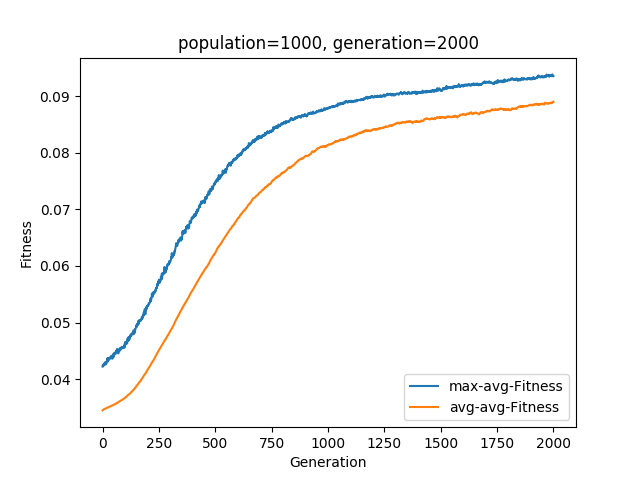 population=1000, generation=2000
Fitness
0.09
0.08
0.07
0.06
0.05
0.04
max-avg-Fitness
avg-avg-Fitness
0 250 500 750 1000 1250 1500 1750 2000
Generation